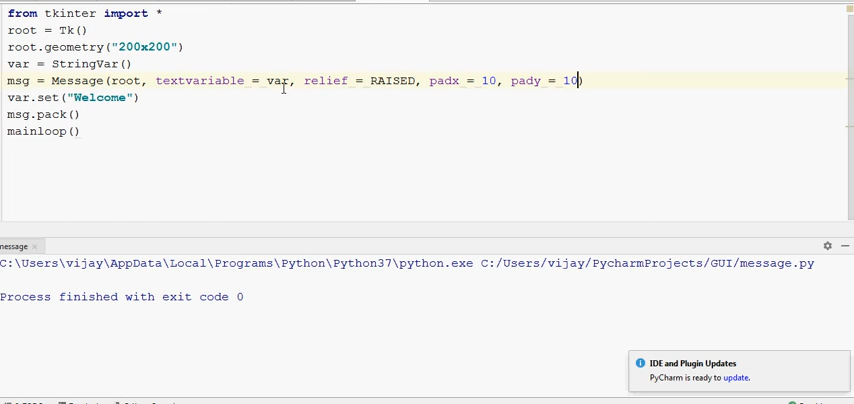 from tkinter import *
root = Tk()
root.geometry("200x200")
var = StringVar()
msg = Message(root, textvariable = var, relief = RAISED, padx = 10, pady = 10)
var.set("Welcome")
msg.pack()
mainloop()
message
C:\Users\vijay\AppData\Local\Programs\Python\Python37\python.exe C:/Users/vijay/PycharmProjects/GUI/message.py
Process finished with exit code 0
IDE and Plugin Updates
PyCharm is ready to update.